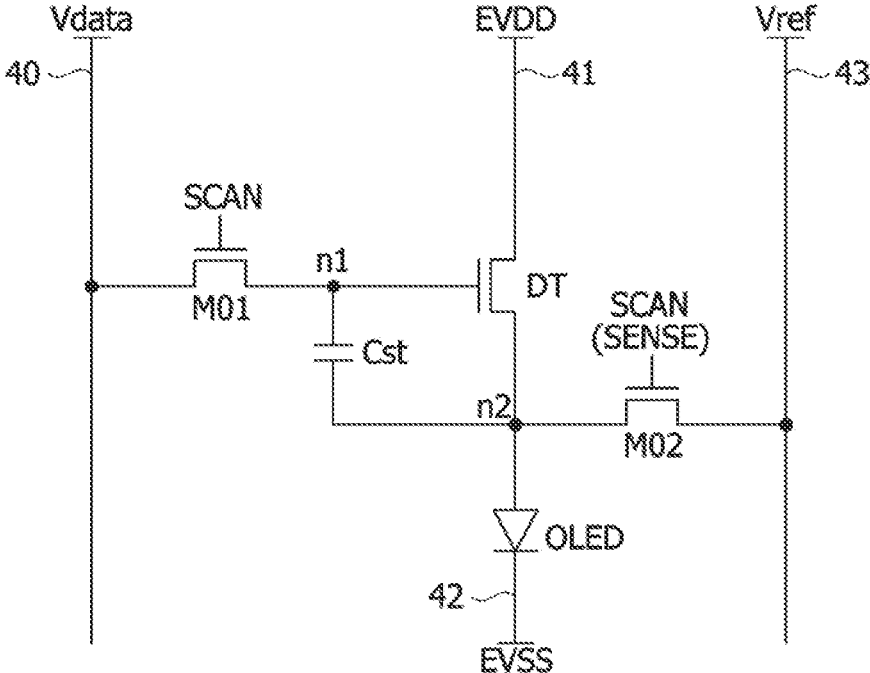 Vdata
EVDD
Vref
40
41
43
SCAN
n1
DT
M01
SCAN
(SENSE)
Cst
n2
M02
OLED
42
EVSS